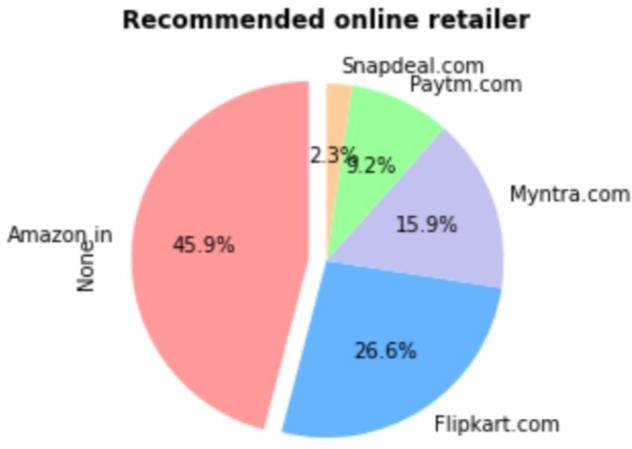 Recommended online retailer
Snapdeal.com
Paytm.com
2.3%
9.2%
Myntra.com
15.9%
Amazon.in
None
45.9%
26.6%
Flipkart.com